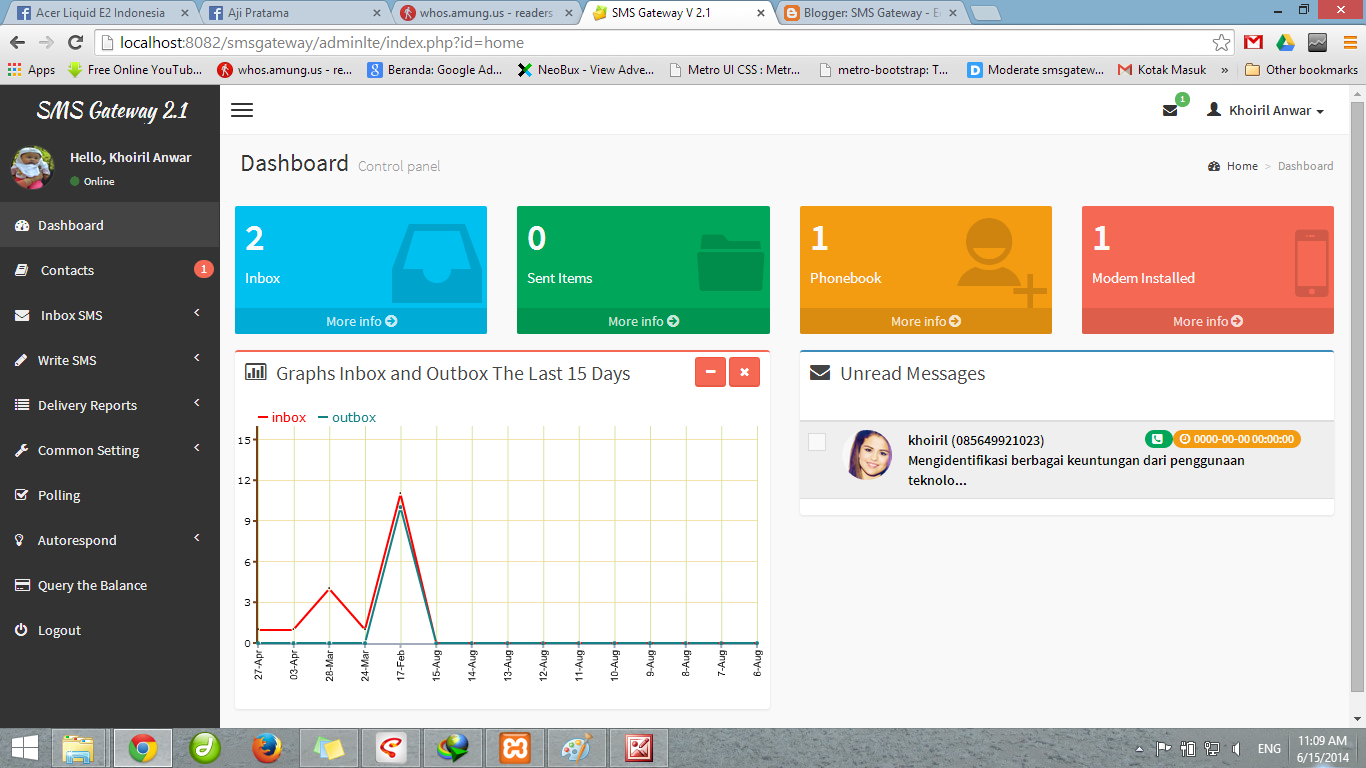 Acer Liquid E2 Indonesia
Aji Pratama
whos.amung.us - readers
SMS Gateway V 2.1
Blogger: SMS Gateway - Ed
localhost:8082/smsgateway/adminlte/index.php?id=home
Apps
Free Online YouTub...
whos.amung.us - re...
Beranda: Google Ad...
NeoBux - View Adve...
Metro UI CSS : Metr...
metro-bootstrap: T...
Moderate smsgatew...
Kotak Masuk
»
Other bookmarks
SMS Gateway 2.1
1
Khoiril Anwar
Hello, Khoiril Anwar
Online
Dashboard Control panel
Home > Dashboard
Dashboard
Contacts
1
Inbox SMS
Write SMS
Delivery Reports
Common Setting
Polling
Autorespond
Query the Balance
Logout
2
Inbox
More info
0
Sent Items
More info
1
Phonebook
More info
1
Modem Installed
More info
Graphs Inbox and Outbox The Last 15 Days
inbox
outbox
15
12
9
6
3
0
27-Apr
03-Apr
28-Mar
24-Mar
17-Feb
15-Aug
14-Aug
13-Aug
12-Aug
11-Aug
10-Aug
9-Aug
8-Aug
7-Aug
6-Aug
Unread Messages
khoiril (085649921023)
0000-00-00 00:00:00
Mengidentifikasi berbagai keuntungan dari penggunaan
teknolo...
ENG
11:09 AM
6/15/2014